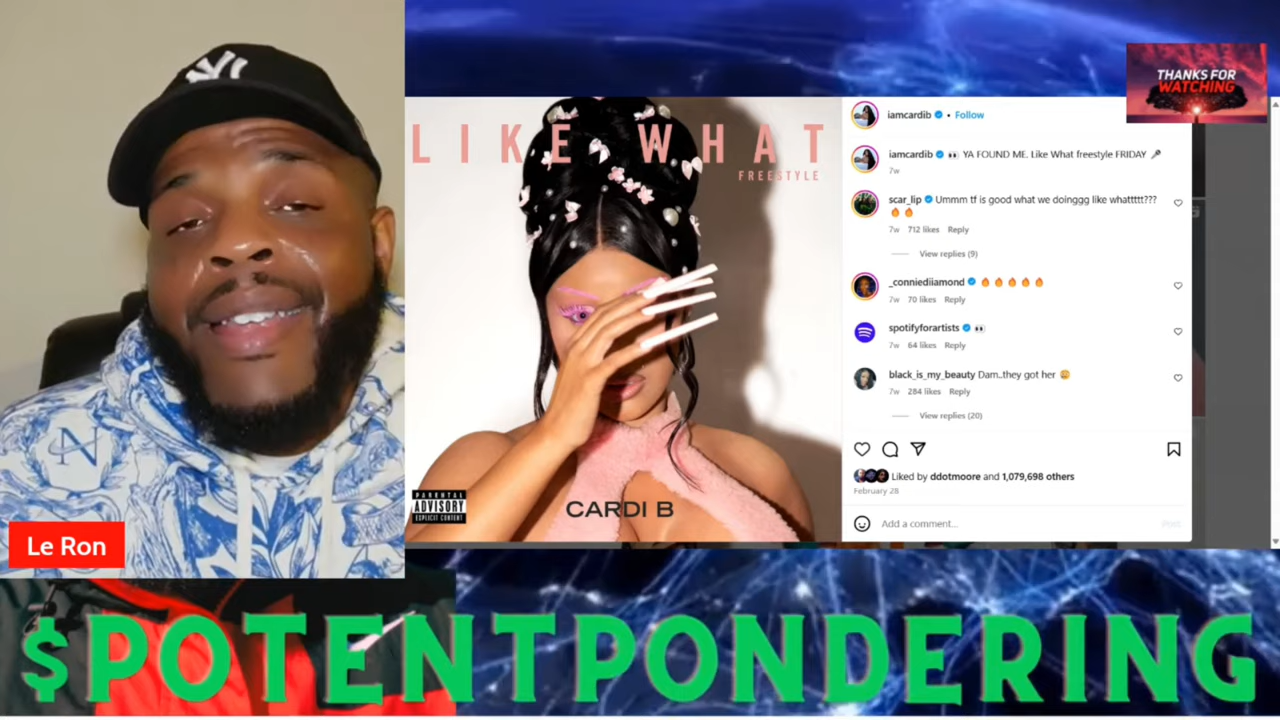 NY
N
Le Ron
LIKE WHAT
FREESTYLE
PARENTAL
ADVISORY
EXPLICIT CONTENT
CARDI B
THANKS FOR
WATCHING
iamcardib • Follow
iamcardib 👀 YA FOUND ME. Like What freestyle FRIDAY 🎤
7w
scar_lip Ummm tf is good what we doinggg like whattttt???
🔥🔥
7w 712 likes Reply
View replies (9)
_conniediiamond 🔥🔥🔥🔥🔥
7w 70 likes Reply
spotifyforartists 👀
7w 64 likes Reply
black_is_my_beauty Dam..they got her 😩
7w 284 likes Reply
View replies (20)
Liked by ddotmoore and 1,079,698 others
February 28
Add a comment...
Post
$POTENTPONDERING